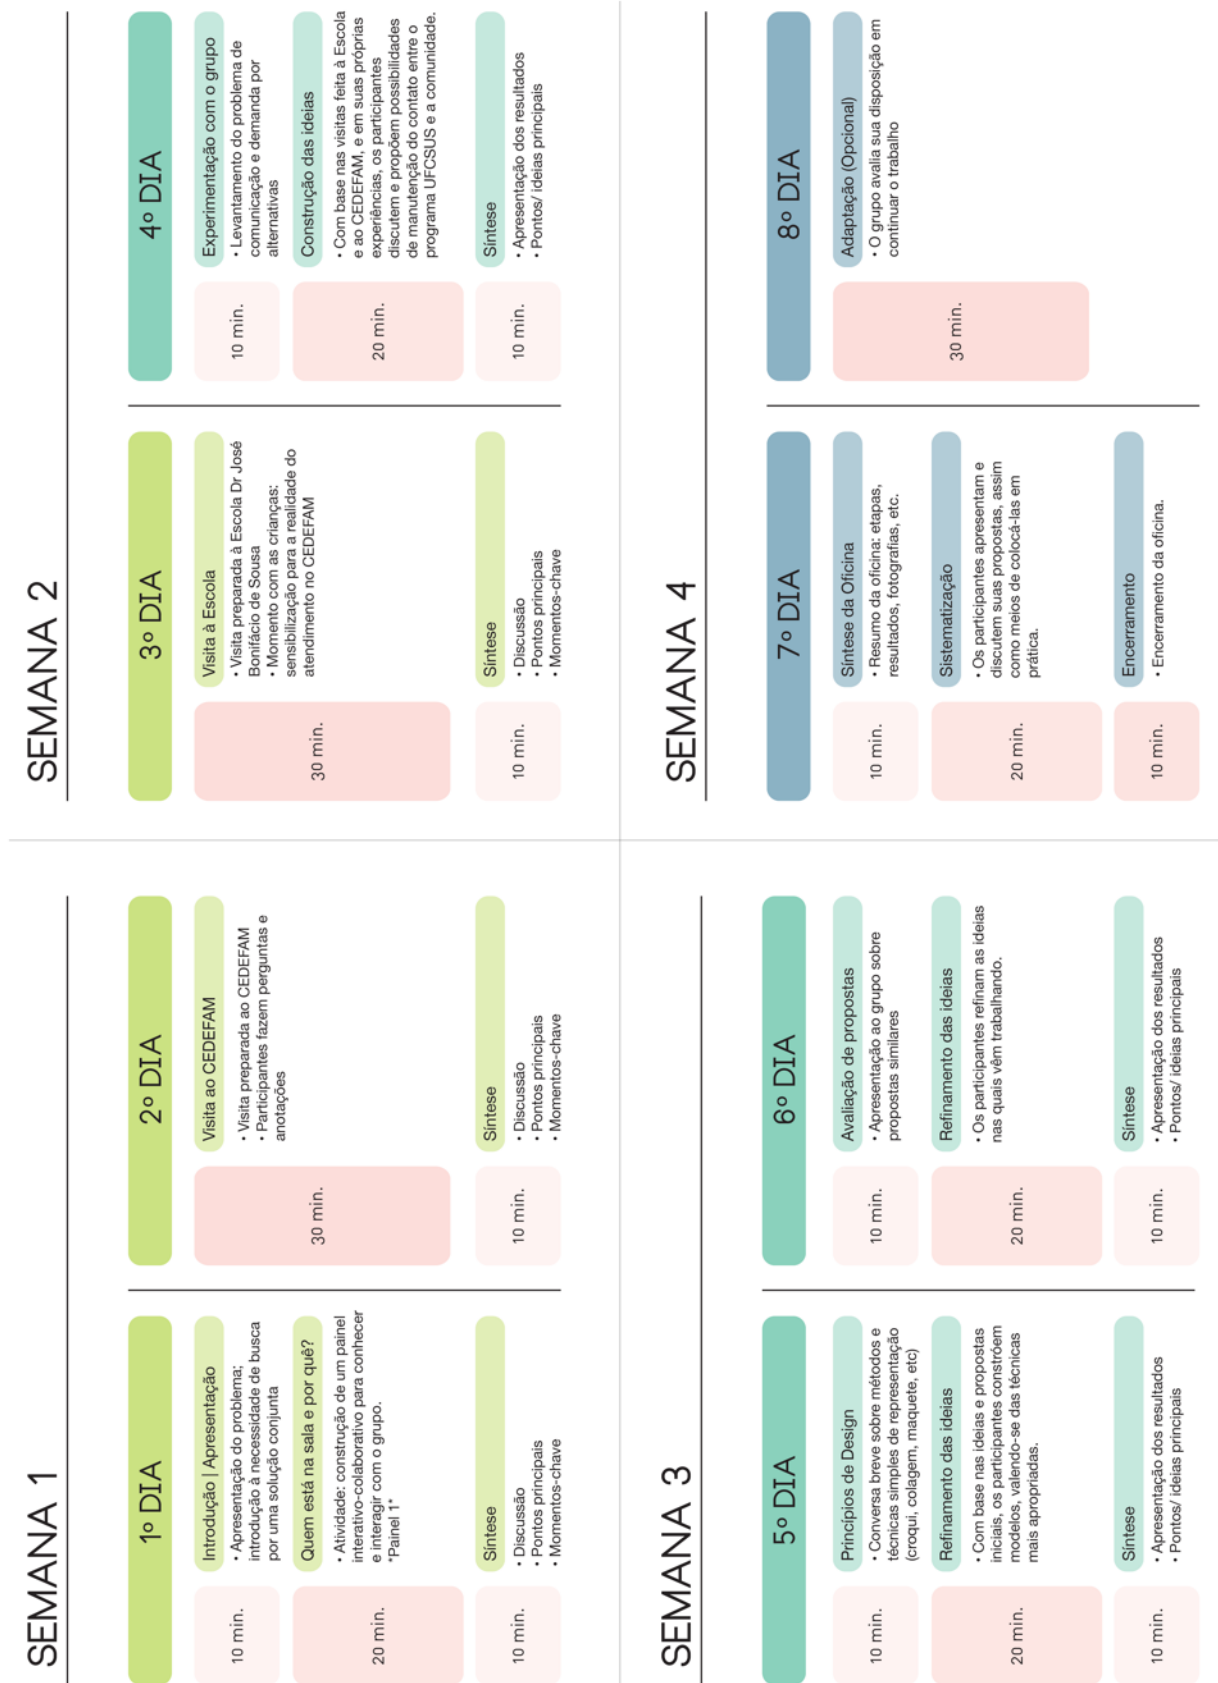 SEMANA 1
1º DIA
10 min.
Introdução | Apresentação
• Apresentação do problema;
introdução à necessidade de busca
por uma solução conjunta
20 min.
Quem está na sala e por quê?
• Atividade: construção de um painel
interativo-colaborativo para conhecer
e interagir com o grupo.
*Painel 1*
10 min.
Síntese
• Discussão
• Pontos principais
• Momentos-chave
2º DIA
30 min.
Visita ao CEDEFAM
• Visita preparada ao CEDEFAM
• Participantes fazem perguntas e
anotações
10 min.
Síntese
• Discussão
• Pontos principais
• Momentos-chave
SEMANA 2
3º DIA
30 min.
Visita à Escola
• Visita preparada à Escola Dr José
Bonifácio de Sousa
• Momento com as crianças:
sensibilização para a realidade do
atendimento no CEDEFAM
10 min.
Síntese
• Discussão
• Pontos principais
• Momentos-chave
4º DIA
10 min.
Experimentação com o grupo
• Levantamento do problema de
comunicação e demanda por
alternativas
20 min.
Construção das ideias
• Com base nas visitas feita à Escola
e ao CEDEFAM, e em suas próprias
experiências, os participantes
discutem e propõem possibilidades
de manutenção do contato entre o
programa UFCSUS e a comunidade.
10 min.
Síntese
• Apresentação dos resultados
• Pontos/ ideias principais
SEMANA 3
5º DIA
10 min.
Princípios de Design
• Conversa breve sobre métodos e
técnicas simples de representação
(croqui, colagem, maquete, etc)
20 min.
Refinamento das ideias
• Com base nas ideias e propostas
iniciais, os participantes constróem
modelos, valendo-se das técnicas
mais apropriadas.
10 min.
Síntese
• Apresentação dos resultados
• Pontos/ ideias principais
6º DIA
10 min.
Avaliação de propostas
• Apresentação ao grupo sobre
propostas similares
20 min.
Refinamento das ideias
• Os participantes refinam as ideias
nas quais vêm trabalhando.
10 min.
Síntese
• Apresentação dos resultados
• Pontos/ ideias principais
SEMANA 4
7º DIA
10 min.
Síntese da Oficina
• Resumo da oficina: etapas,
resultados, fotografias, etc.
20 min.
Sistematização
• Os participantes apresentam e
discutem suas propostas, assim
como meios de colocá-las em
prática.
10 min.
Encerramento
• Encerramento da oficina.
8º DIA
30 min.
Adaptação (Opcional)
• O grupo avalia sua disposição em
continuar o trabalho